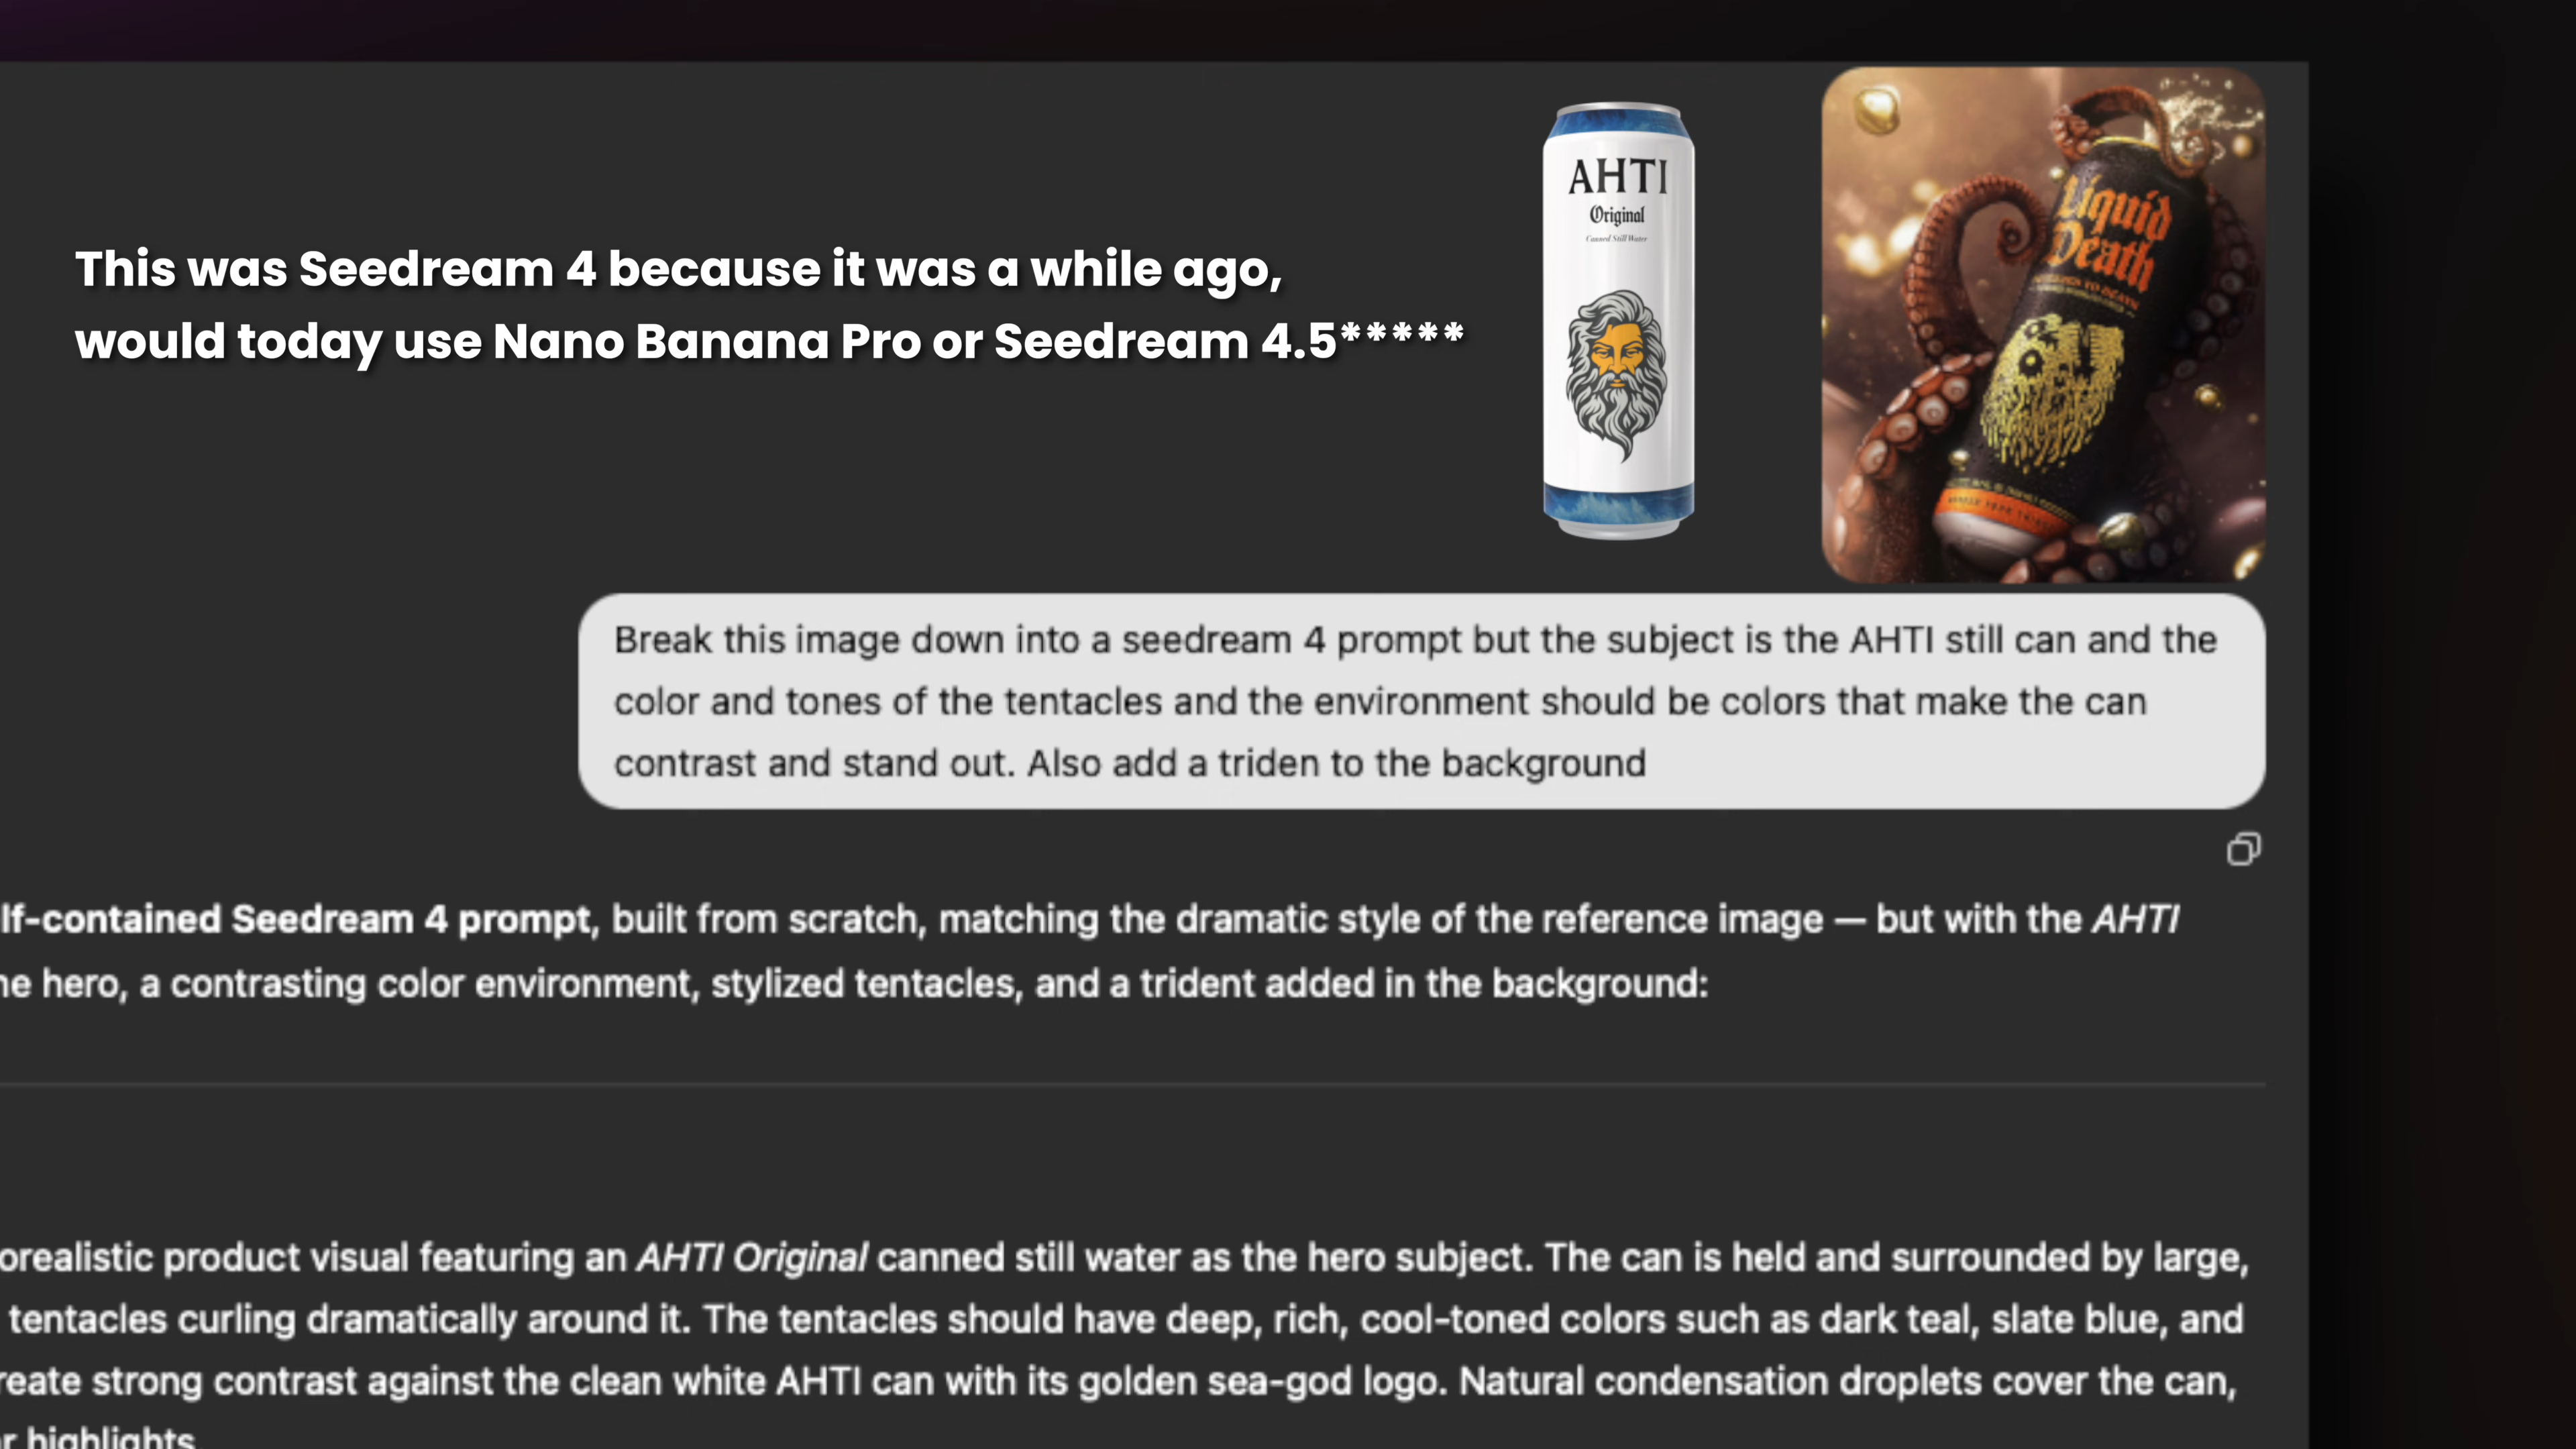 This was Seedream 4 because it was a while ago,
would today use Nano Banana Pro or Seedream 4.5*****
AHTI
Original
Canned Still Water
Liquid
Death
Break this image down into a seedream 4 prompt but the subject is the AHTI still can and the
color and tones of the tentacles and the environment should be colors that make the can
contrast and stand out. Also add a triden to the background
lf-contained Seedream 4 prompt, built from scratch, matching the dramatic style of the reference image — but with the AHTI
ne hero, a contrasting color environment, stylized tentacles, and a trident added in the background:
orealistic product visual featuring an AHTI Original canned still water as the hero subject. The can is held and surrounded by large,
tentacles curling dramatically around it. The tentacles should have deep, rich, cool-toned colors such as dark teal, slate blue, and
reate strong contrast against the clean white AHTI can with its golden sea-god logo. Natural condensation droplets cover the can,
r highlights.